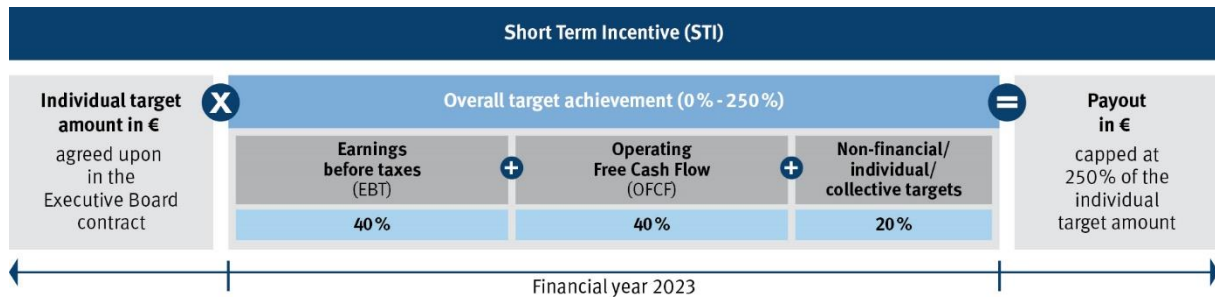 Short Term Incentive (STI)
Individual target
amount in €
agreed upon
in the
Executive Board
contract
X
Overall target achievement (0 % - 250 %)
Earnings
before taxes
(EBT)
40 %
+
Operating
Free Cash Flow
(OFCF)
40 %
+
Non-financial/
individual/
collective targets
20 %
=
Payout
in €
capped at
250 % of the
individual
target amount
Financial year 2023